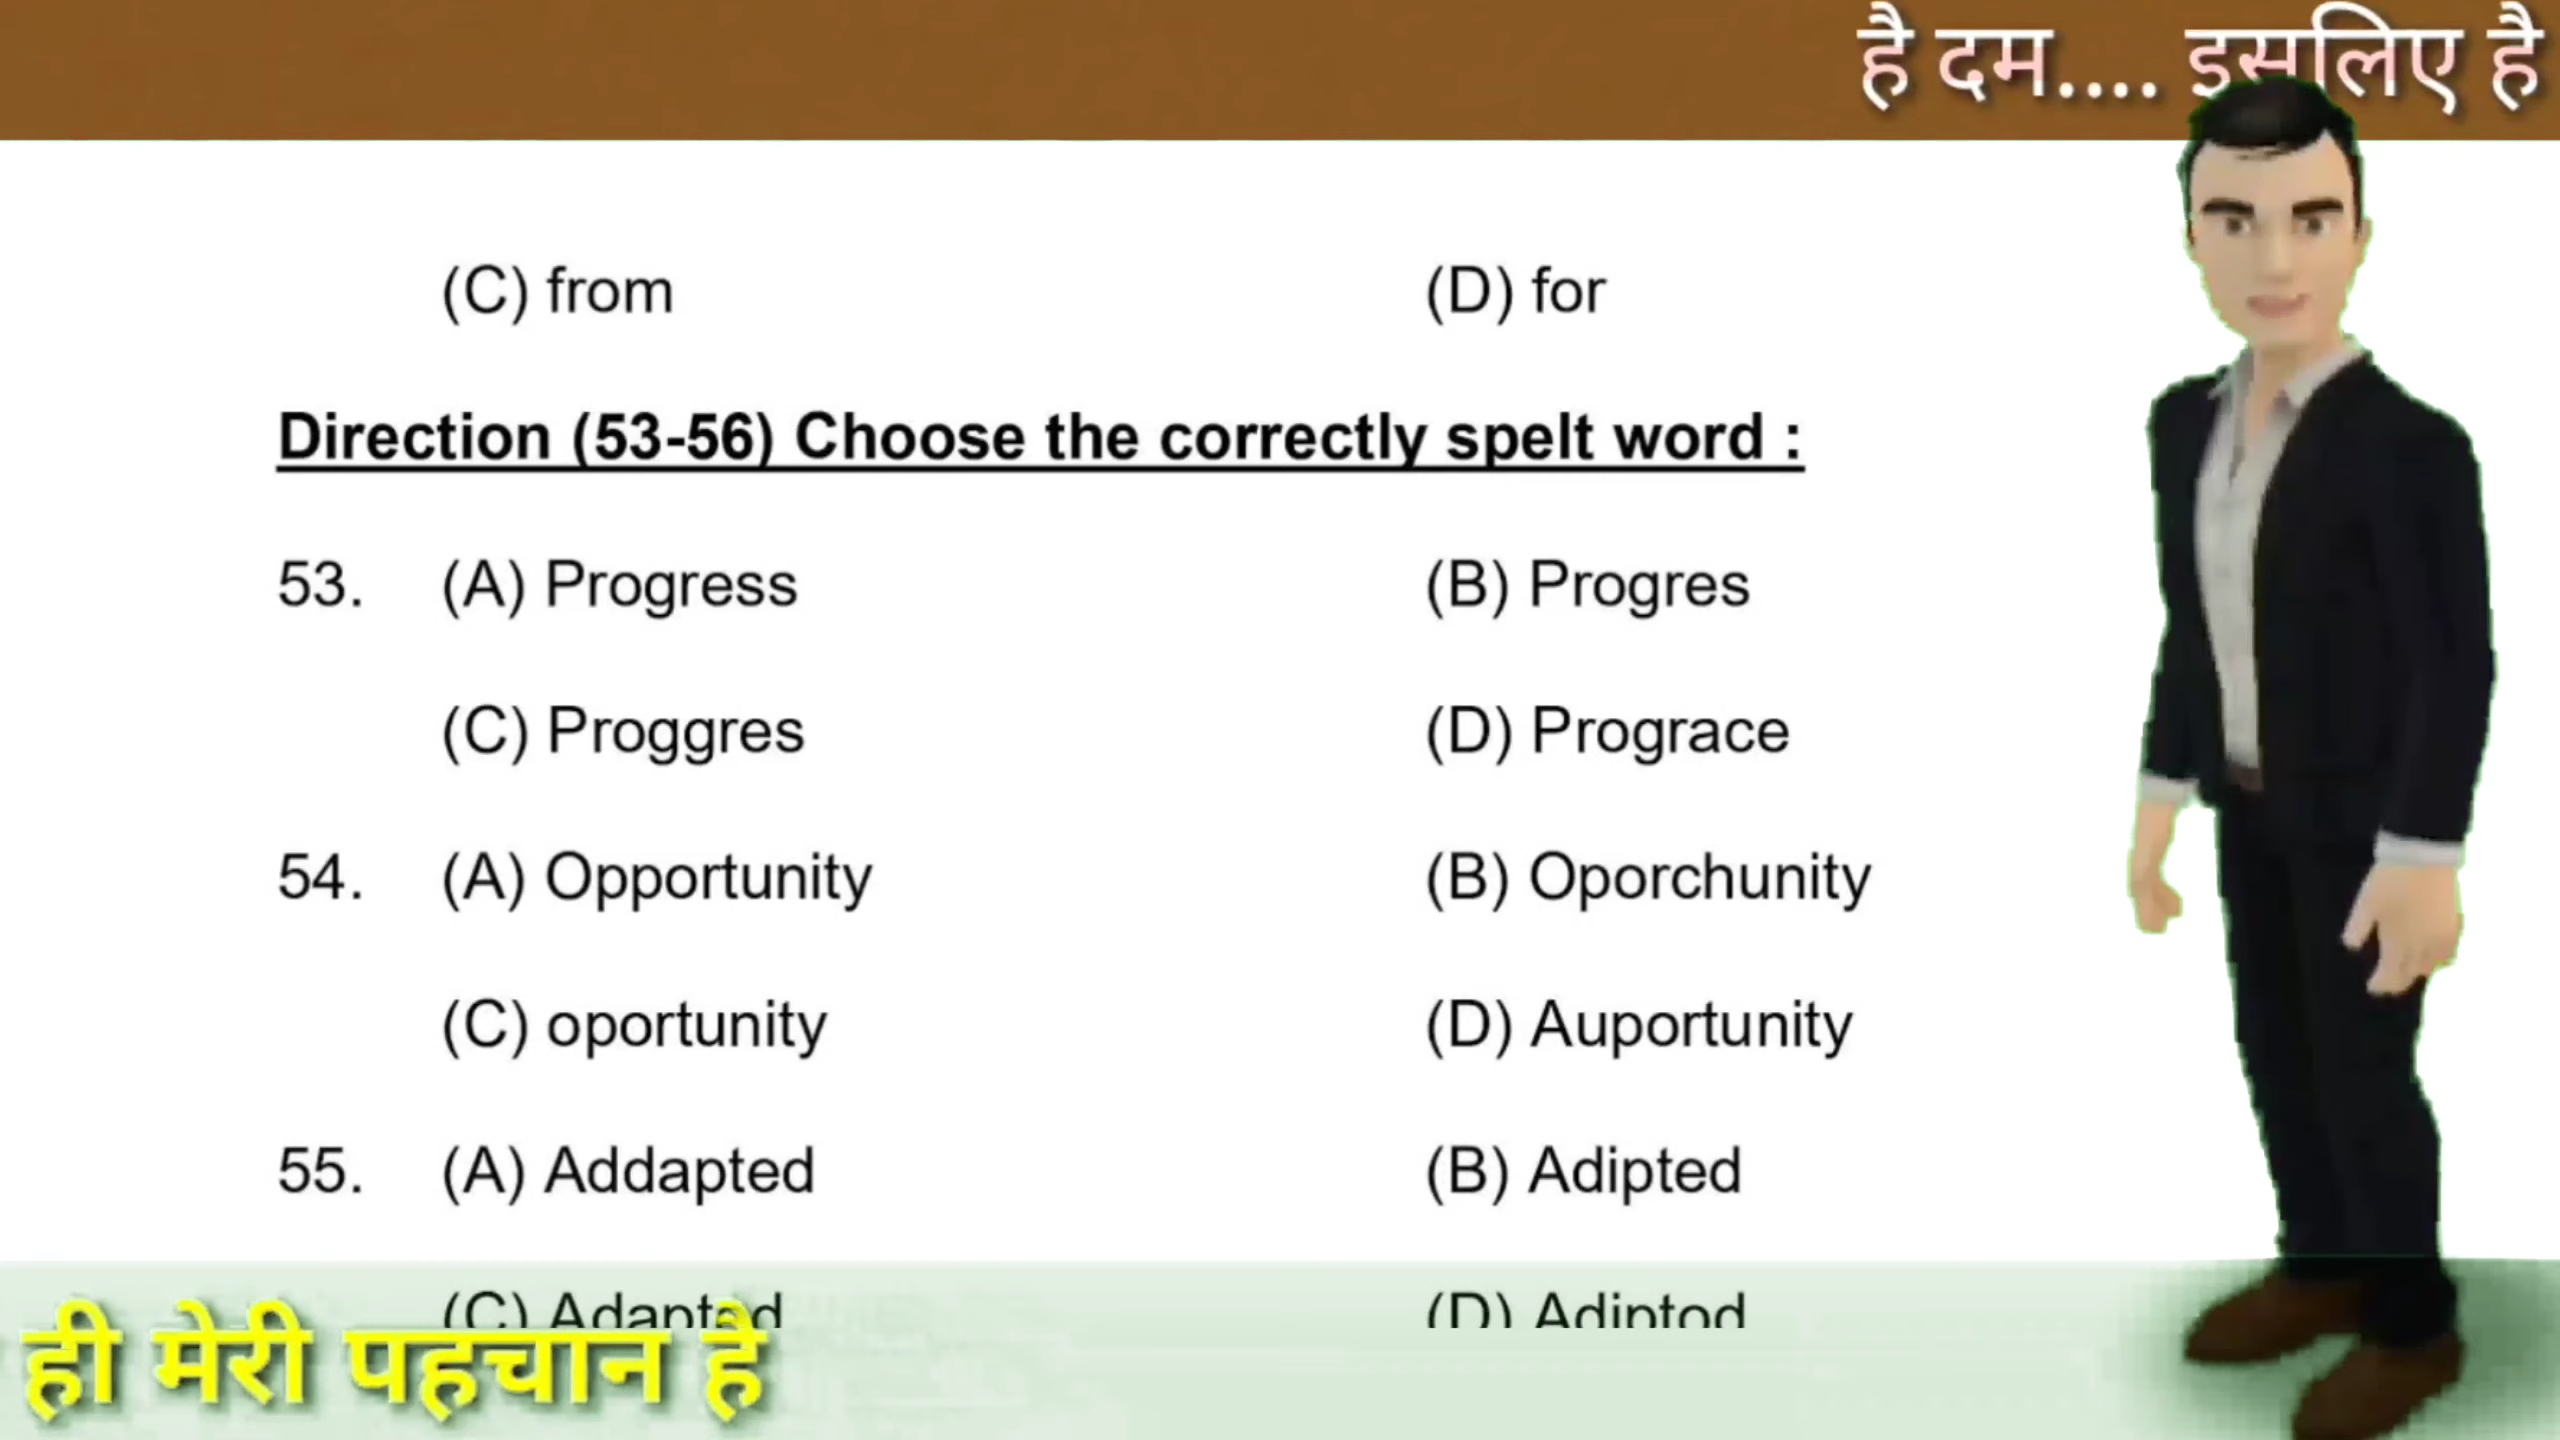 है दम.... इसलिए है
(C) from (D) for
Direction (53-56) Choose the correctly spelt word :
53. (A) Progress (B) Progres
(C) Proggres (D) Prograce
54. (A) Opportunity (B) Oporchunity
(C) oportunity (D) Auportunity
55. (A) Addapted (B) Adipted
(C) Adapted (D) Adiptod
ही मेरी पहचान है